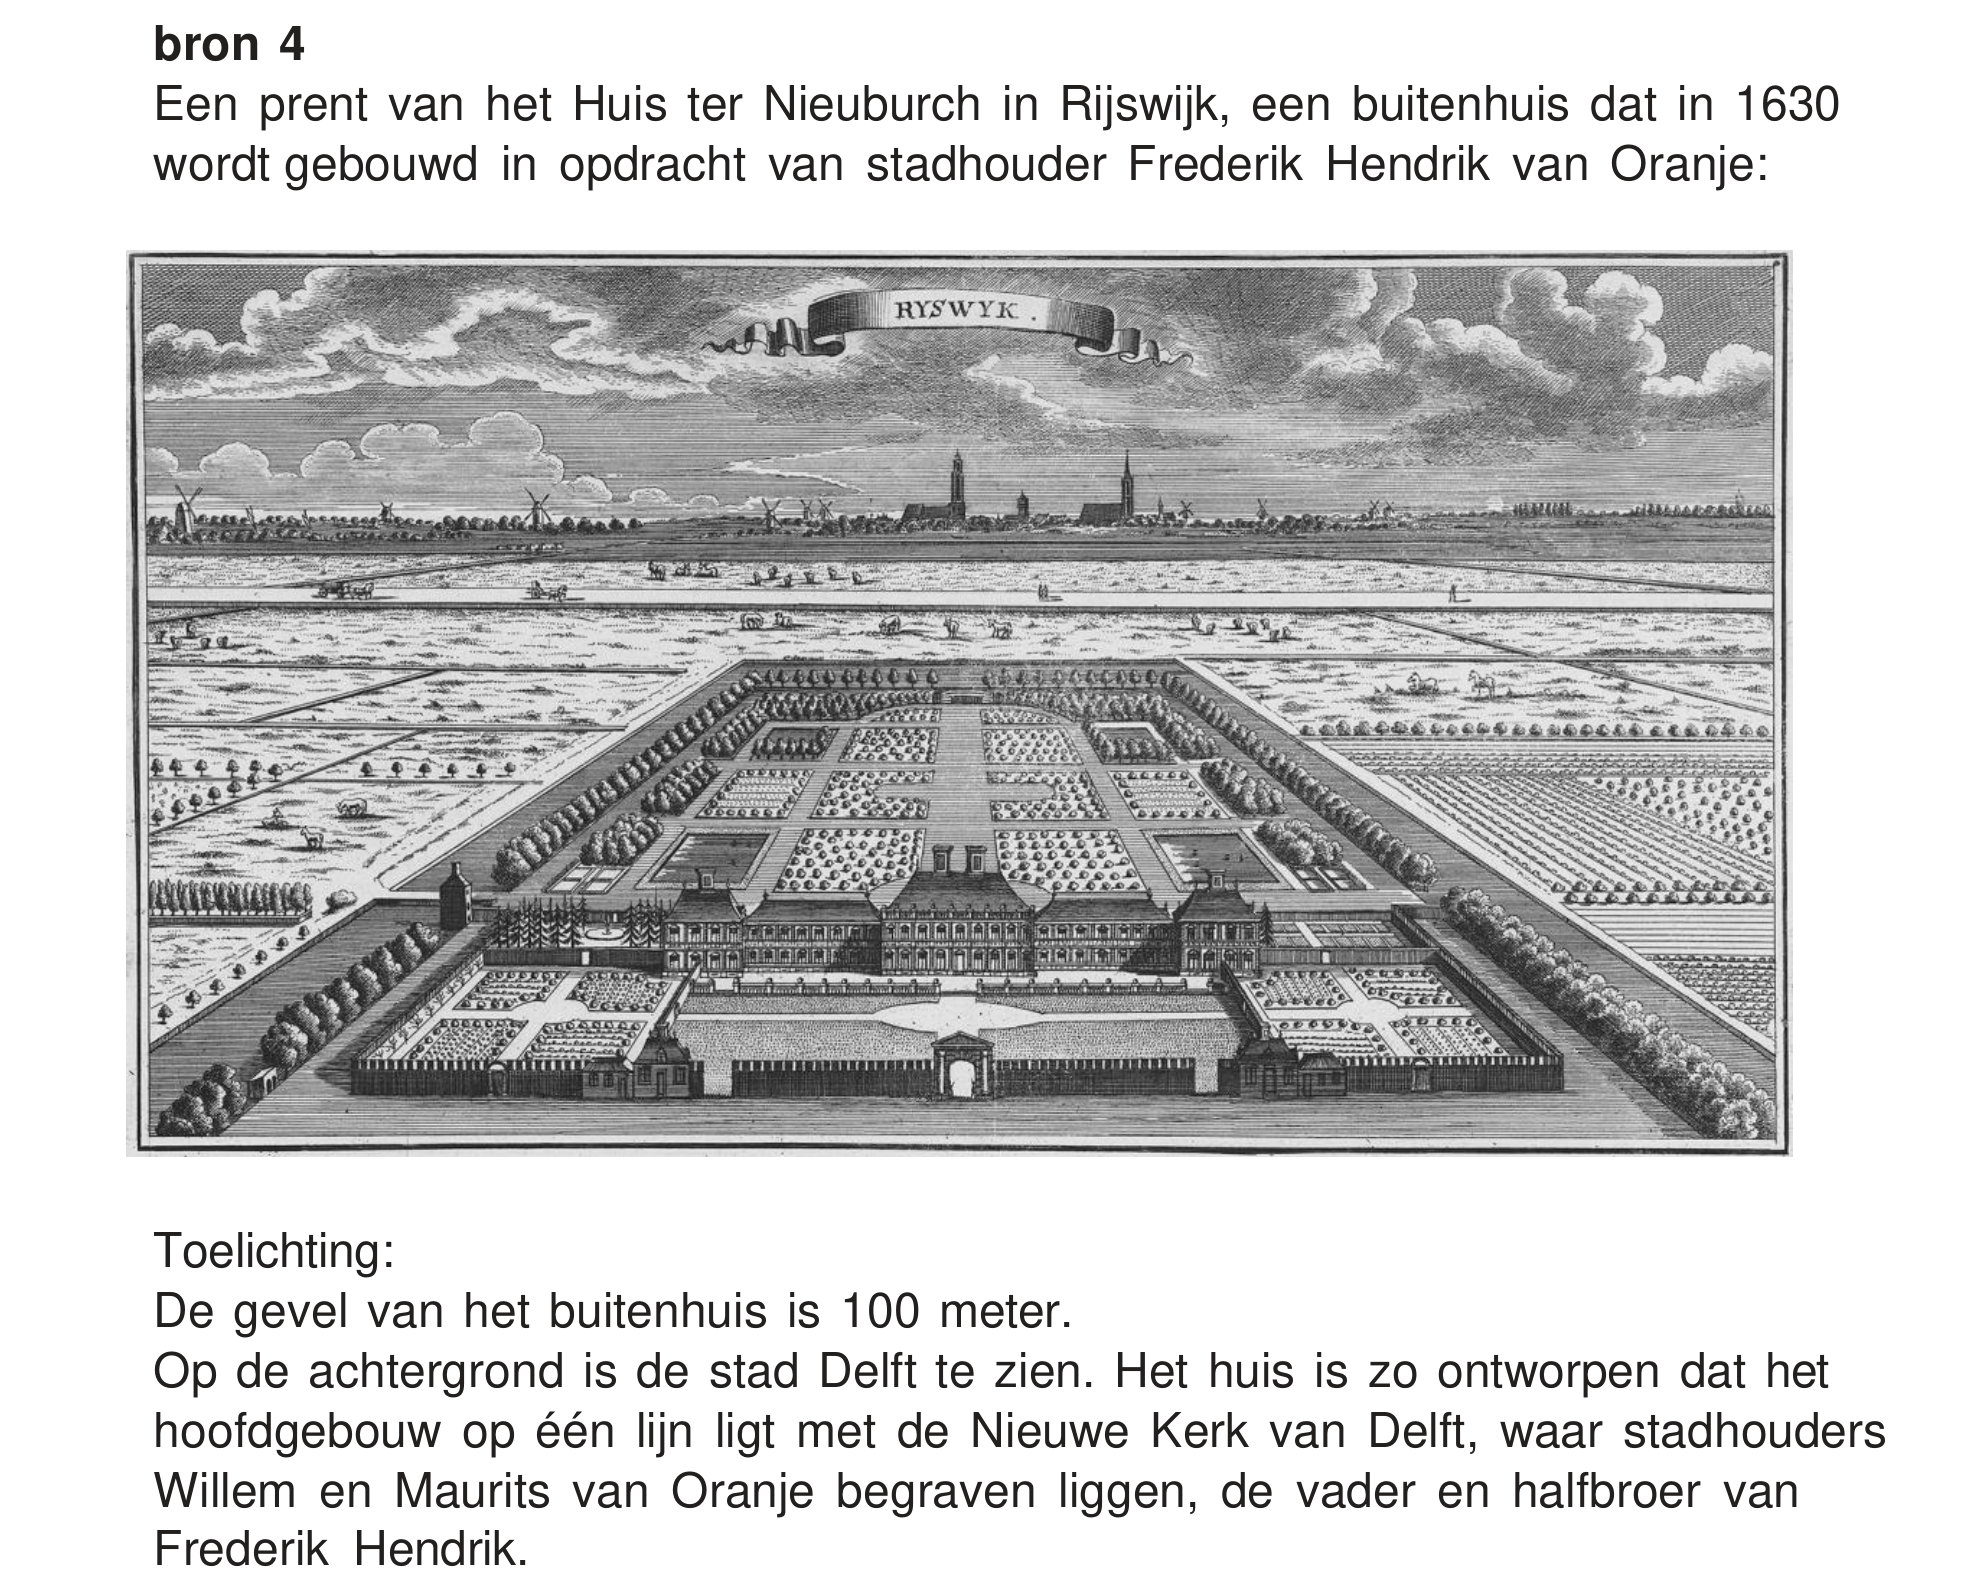 bron 4
Een prent van het Huis ter Nieuburch in Rijswijk, een buitenhuis dat in 1630
wordt gebouwd in opdracht van stadhouder Frederik Hendrik van Oranje:
RYSWYK.
Toelichting:
De gevel van het buitenhuis is 100 meter.
Op de achtergrond is de stad Delft te zien. Het huis is zo ontworpen dat het
hoofdgebouw op één lijn ligt met de Nieuwe Kerk van Delft, waar stadhouders
Willem en Maurits van Oranje begraven liggen, de vader en halfbroer van
Frederik Hendrik.